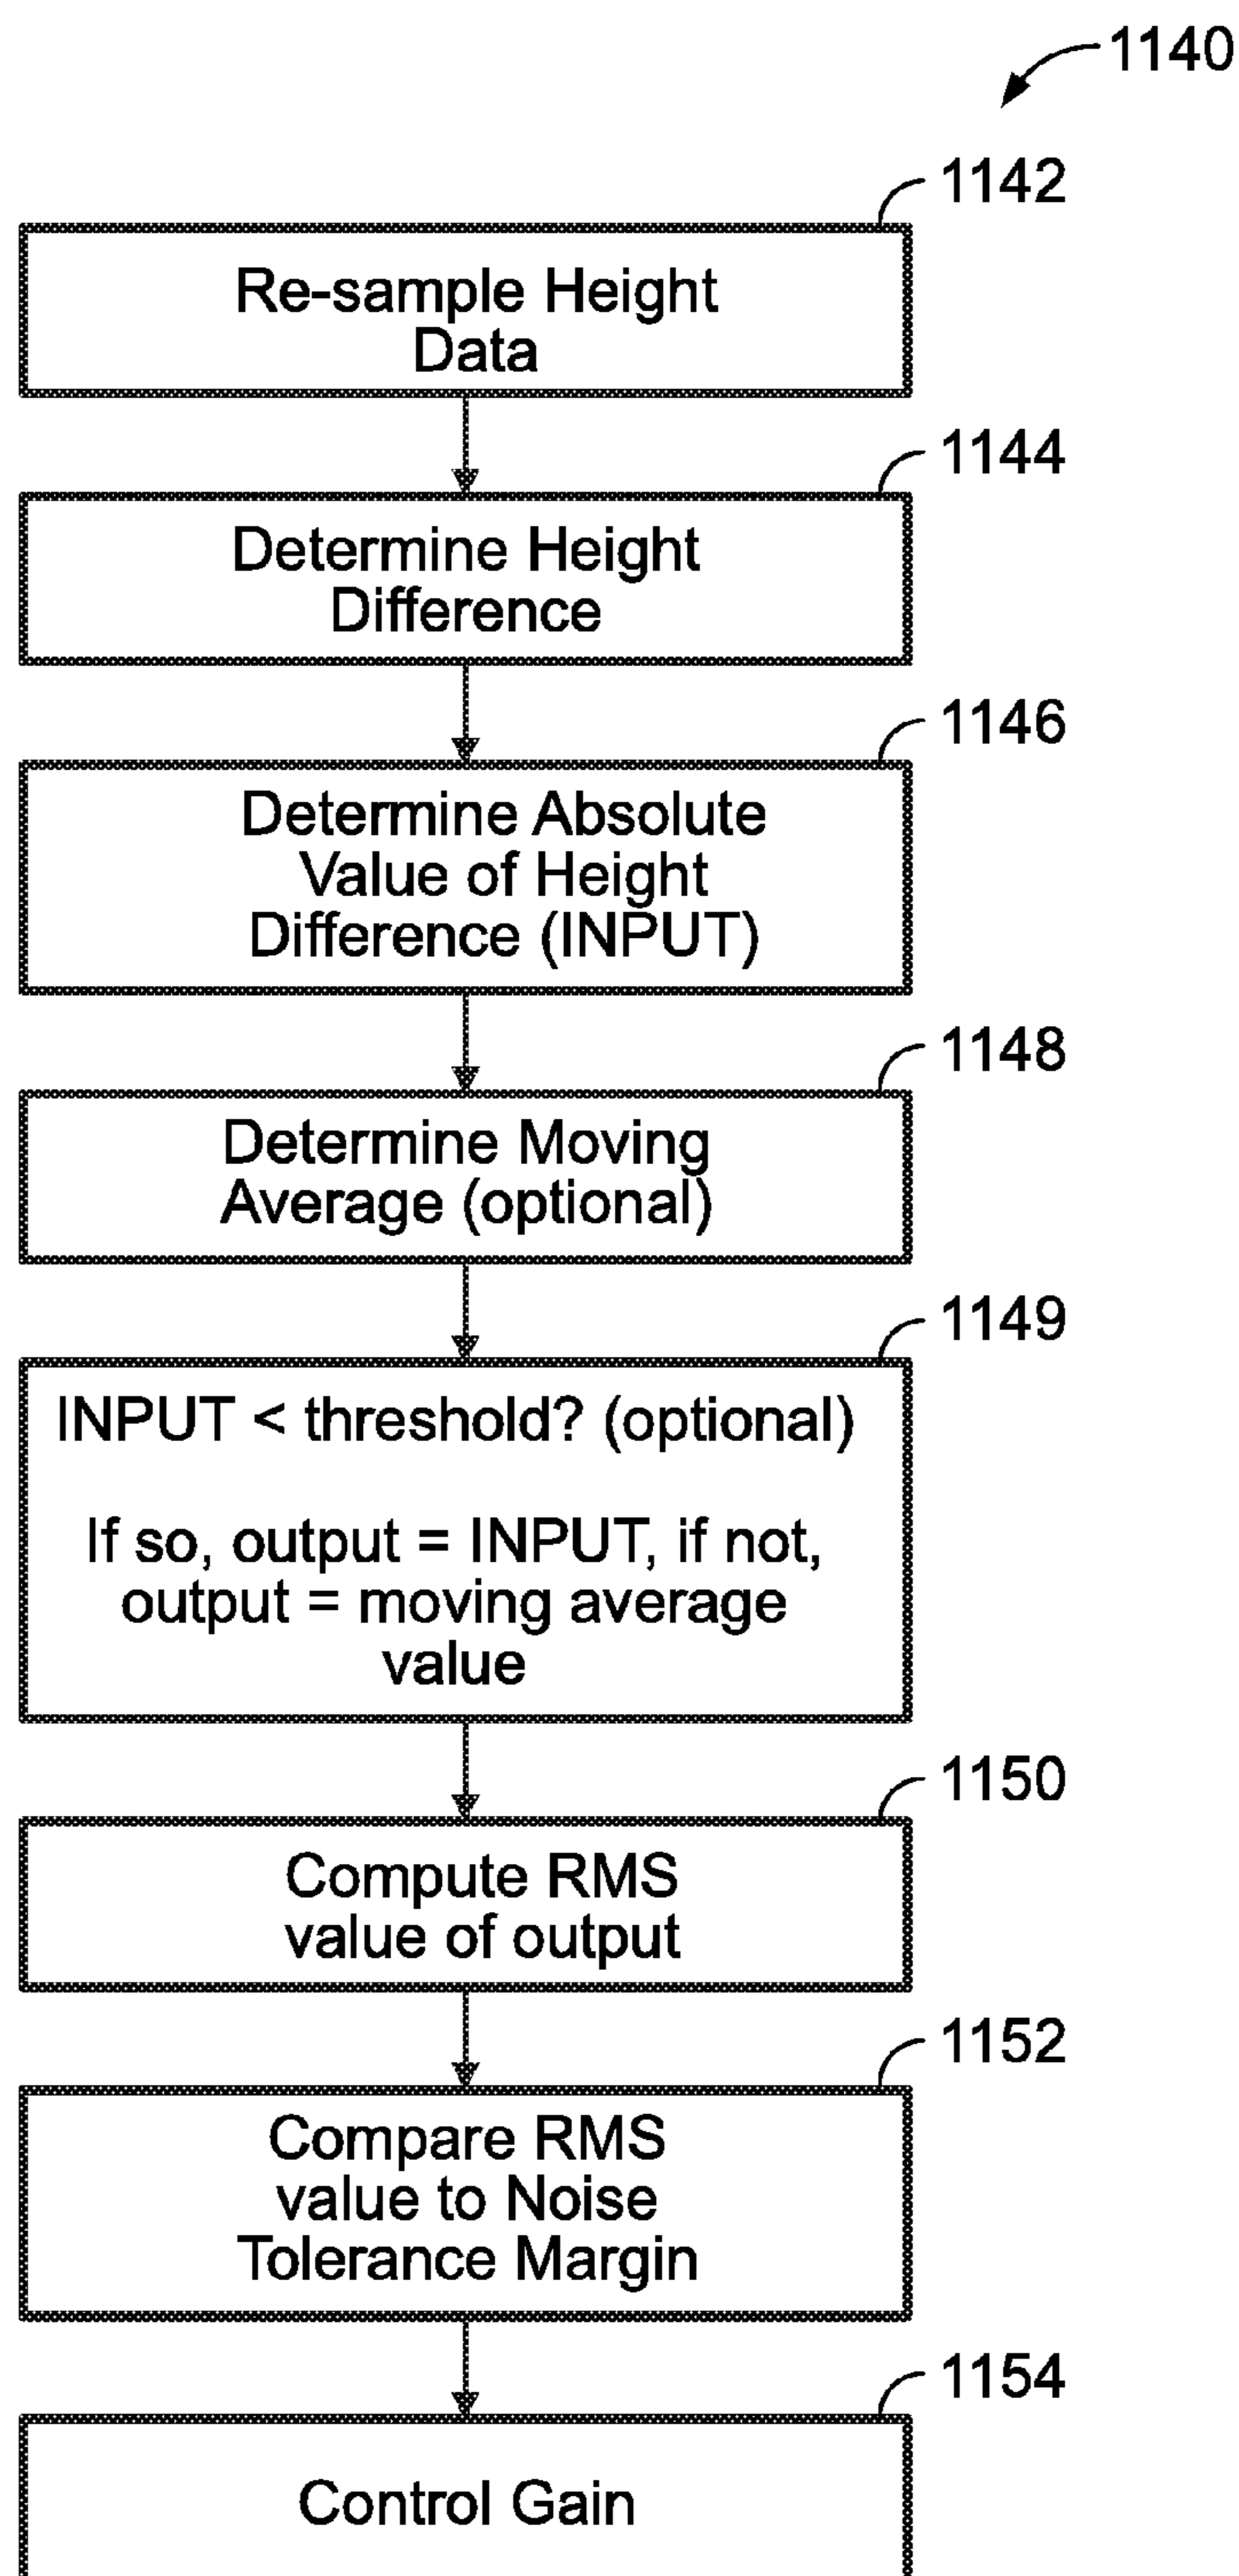 1140
1142
Re-sample Height
Data
1144
Determine Height
Difference
1146
Determine Absolute
Value of Height
Difference (INPUT)
1148
Determine Moving
Average (optional)
1149
INPUT < threshold? (optional)
If so, output = INPUT, if not,
output = moving average
value
1150
Compute RMS
value of output
1152
Compare RMS
value to Noise
Tolerance Margin
1154
Control Gain